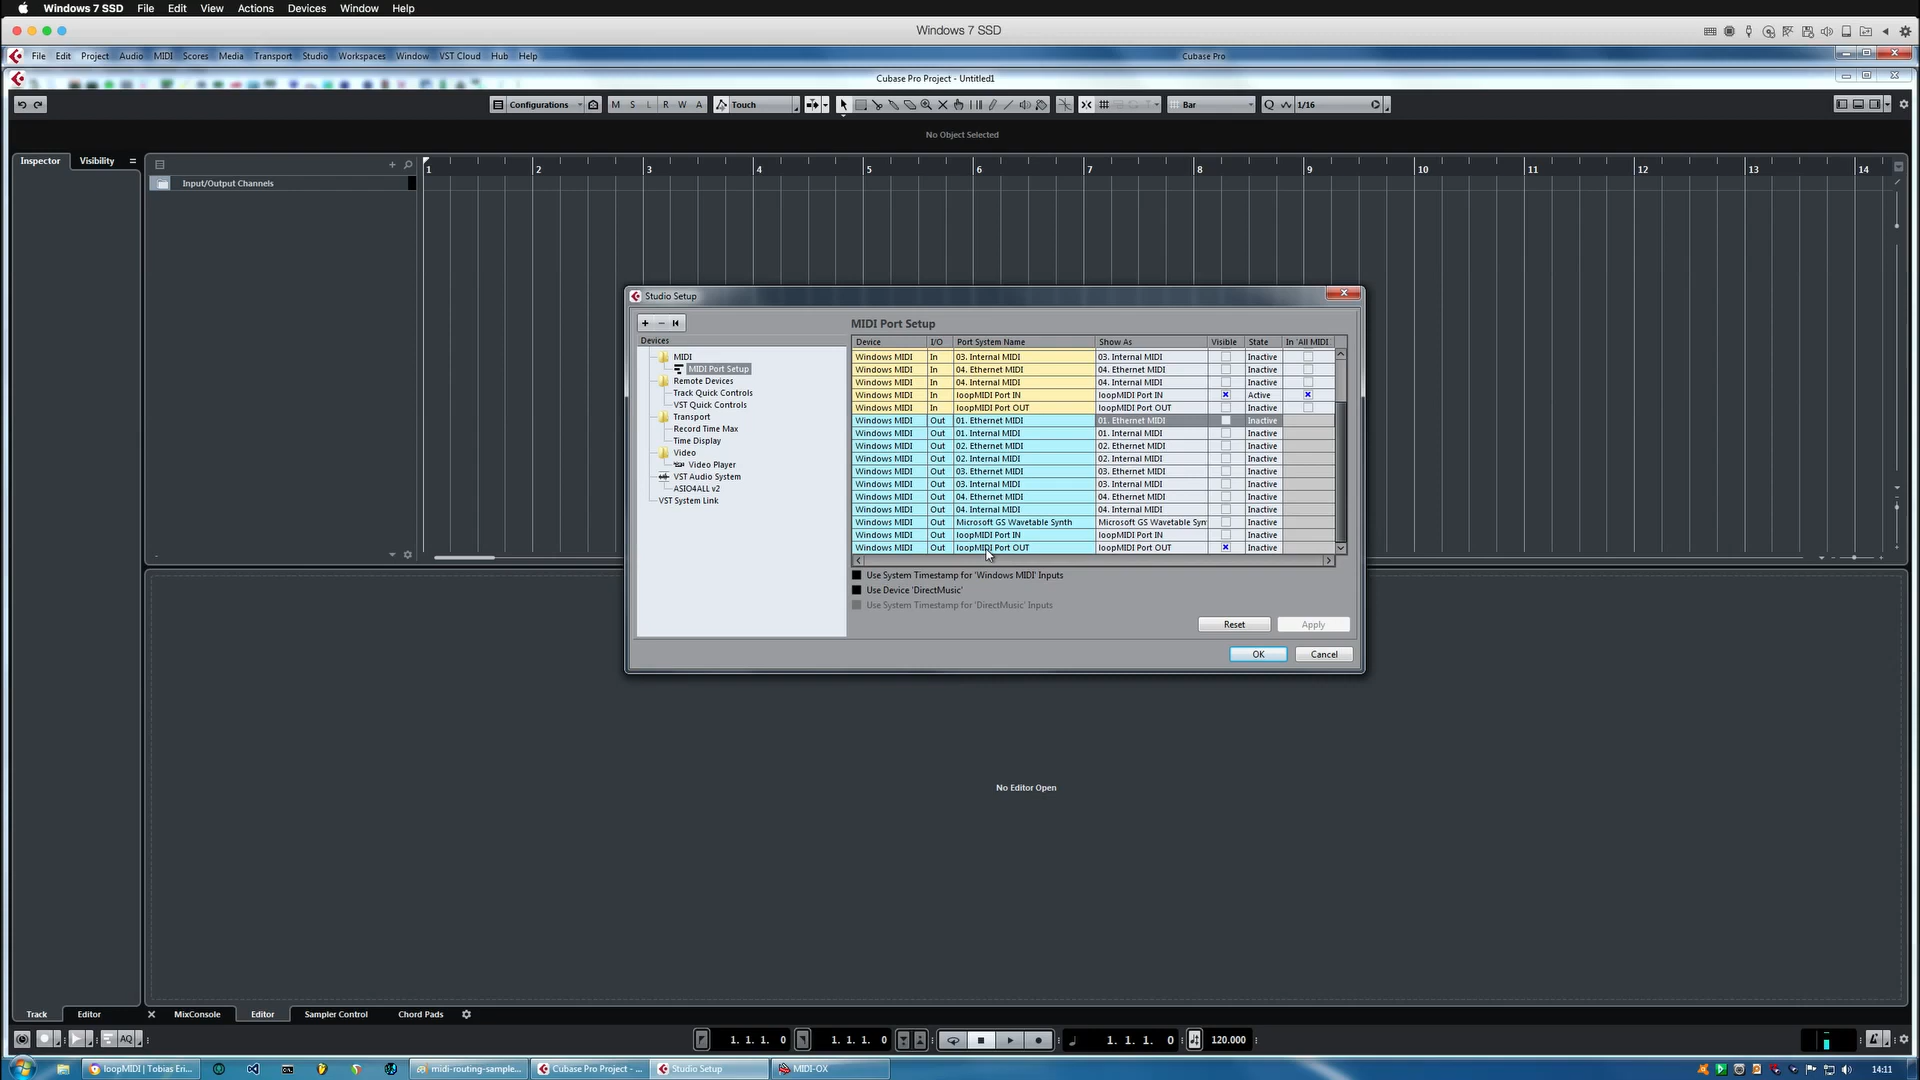 Windows 7 SSD File Edit View Actions Devices Window Help
Windows 7 SSD
File Edit Project Audio MIDI Scores Media Transport Studio Workspaces Window VST Cloud Hub Help Cubase Pro
Cubase Pro Project - Untitled1
Configurations M S L R W A Touch Bar Q 1/16
No Object Selected
Inspector Visibility
1 2 3 4 5 6 7 8 9 10 11 12 13 14
Input/Output Channels
Studio Setup
MIDI Port Setup
Devices
MIDI
MIDI Port Setup
Remote Devices
Track Quick Controls
VST Quick Controls
Transport
Record Time Max
Time Display
Video
Video Player
VST Audio System
ASIO4ALL v2
VST System Link
Device I/O Port System Name Show As Visible State In 'All MIDI
Windows MIDI In 03. Internal MIDI 03. Internal MIDI Inactive
Windows MIDI In 04. Ethernet MIDI 04. Ethernet MIDI Inactive
Windows MIDI In 04. Internal MIDI 04. Internal MIDI Inactive
Windows MIDI In loopMIDI Port IN loopMIDI Port IN Active
Windows MIDI In loopMIDI Port OUT loopMIDI Port OUT Inactive
Windows MIDI Out 01. Ethernet MIDI 01. Ethernet MIDI Inactive
Windows MIDI Out 01. Internal MIDI 01. Internal MIDI Inactive
Windows MIDI Out 02. Ethernet MIDI 02. Ethernet MIDI Inactive
Windows MIDI Out 02. Internal MIDI 02. Internal MIDI Inactive
Windows MIDI Out 03. Ethernet MIDI 03. Ethernet MIDI Inactive
Windows MIDI Out 03. Internal MIDI 03. Internal MIDI Inactive
Windows MIDI Out 04. Ethernet MIDI 04. Ethernet MIDI Inactive
Windows MIDI Out 04. Internal MIDI 04. Internal MIDI Inactive
Windows MIDI Out Microsoft GS Wavetable Synth Microsoft GS Wavetable Syn Inactive
Windows MIDI Out loopMIDI Port IN loopMIDI Port IN Inactive
Windows MIDI Out loopMIDI Port OUT loopMIDI Port OUT Inactive
Use System Timestamp for 'Windows MIDI' Inputs
Use Device 'DirectMusic'
Use System Timestamp for 'DirectMusic' Inputs
Reset Apply
OK Cancel
No Editor Open
Track Editor MixConsole Editor Sampler Control Chord Pads
AQ 1. 1. 1. 0 1. 1. 1. 0 1. 1. 1. 0 120.000
loopMIDI | Tobias Eri... midi-routing-sample... Cubase Pro Project - ... Studio Setup MIDI-OX 14:11